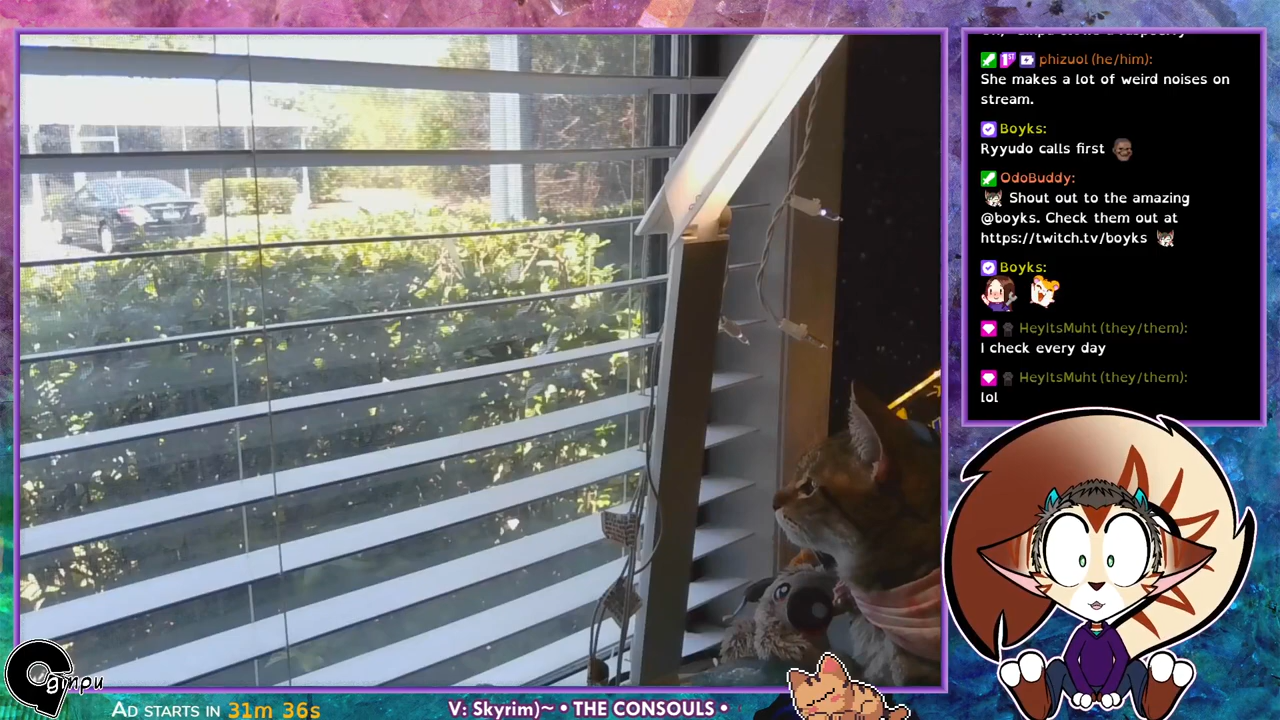 phizuol (he/him):
She makes a lot of weird noises on
stream.
Boyks:
Ryyudo calls first
OdoBuddy:
Shout out to the amazing
@boyks. Check them out at
https://twitch.tv/boyks
Boyks:
HeyItsMuht (they/them):
I check every day
HeyItsMuht (they/them):
lol
ginpu
AD STARTS IN 31m 36s
V: Skyrim)~ • THE CONSOULS •